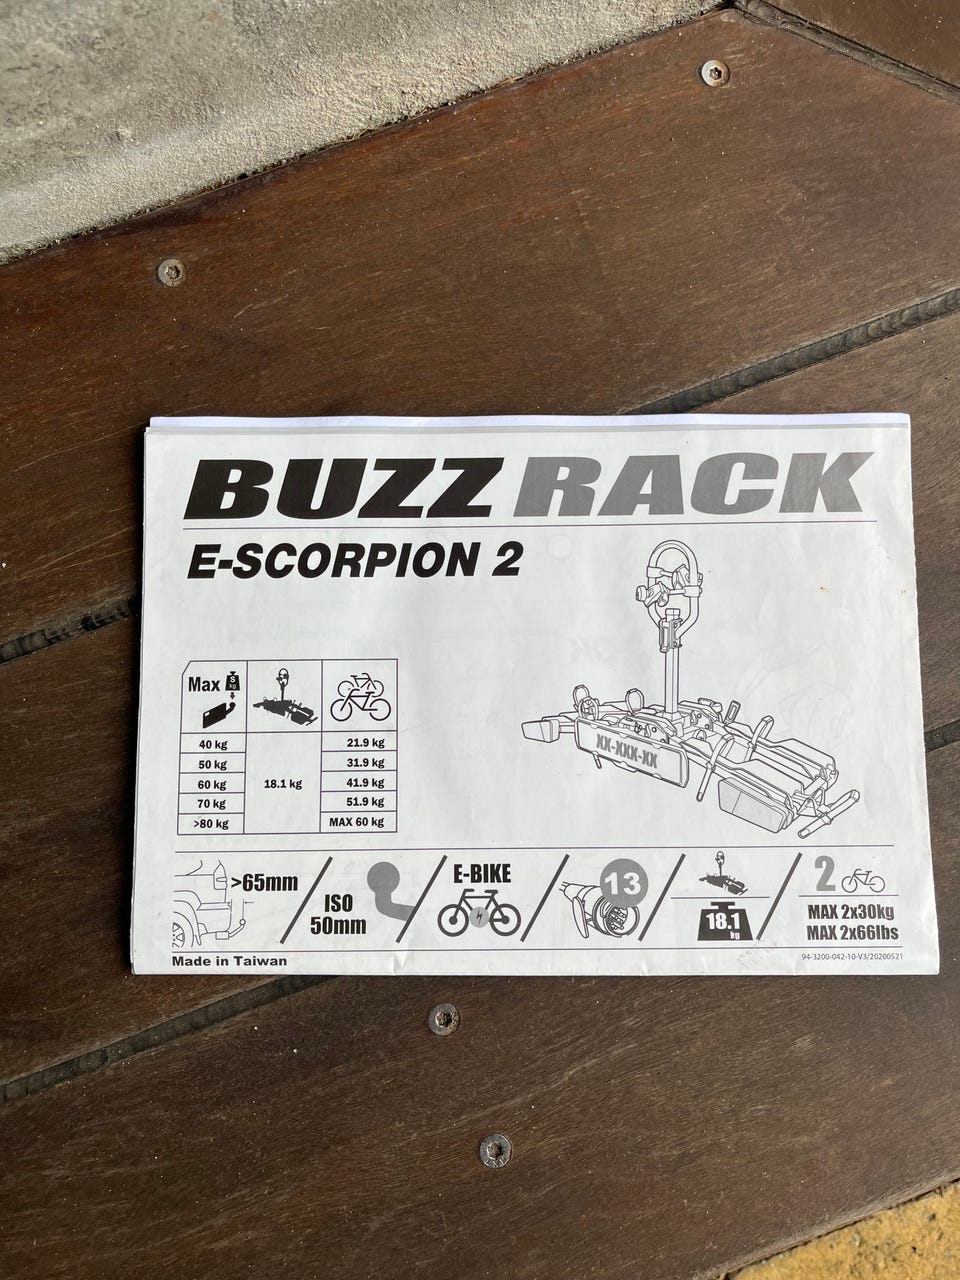 BUZZ RACK
E-SCORPION 2
Max S kg
40 kg 18.1 kg 21.9 kg
50 kg 31.9 kg
60 kg 41.9 kg
70 kg 51.9 kg
>80 kg MAX 60 kg
XX-XXX-XX
>65mm
ISO
50mm
E-BIKE
13
18.1
kg
2
MAX 2x30kg
MAX 2x66lbs
Made in Taiwan
94-3200-042-10-V3/20200521